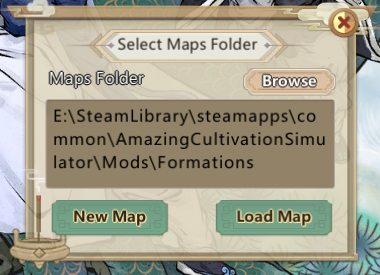 Select Maps Folder
Maps Folder
Browse
E:\SteamLibrary\steamapps\co
mmon\AmazingCultivationSimu
lator\Mods\Formations
New Map
Load Map